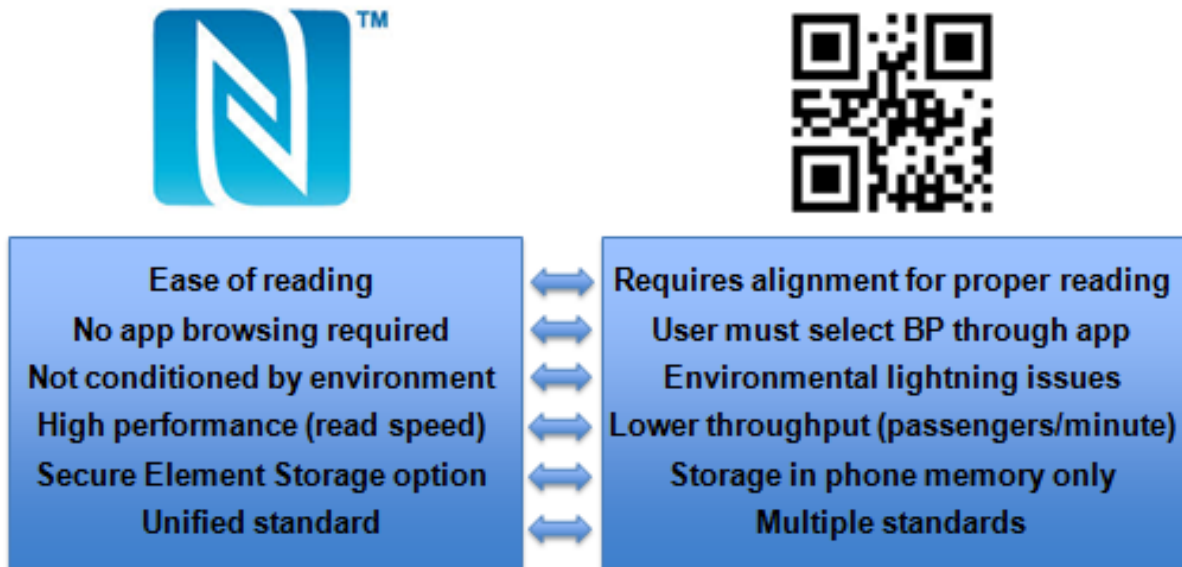 TM
Ease of reading
Requires alignment for proper reading
No app browsing required
User must select BP through app
Not conditioned by environment
Environmental lightning issues
High performance (read speed)
Lower throughput (passengers/minute)
Secure Element Storage option
Storage in phone memory only
Unified standard
Multiple standards